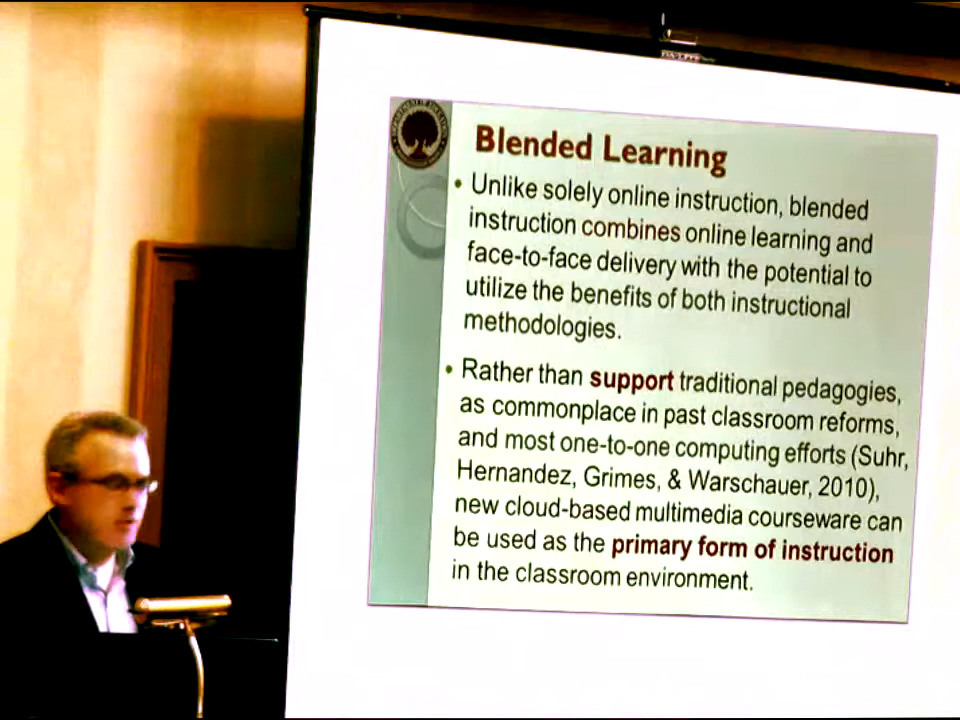 Blended Learning
• Unlike solely online instruction, blended
instruction combines online learning and
face-to-face delivery with the potential to
utilize the benefits of both instructional
methodologies.
• Rather than support traditional pedagogies,
as commonplace in past classroom reforms,
and most one-to-one computing efforts (Suhr,
Hernandez, Grimes, & Warschauer, 2010),
new cloud-based multimedia courseware can
be used as the primary form of instruction
in the classroom environment.